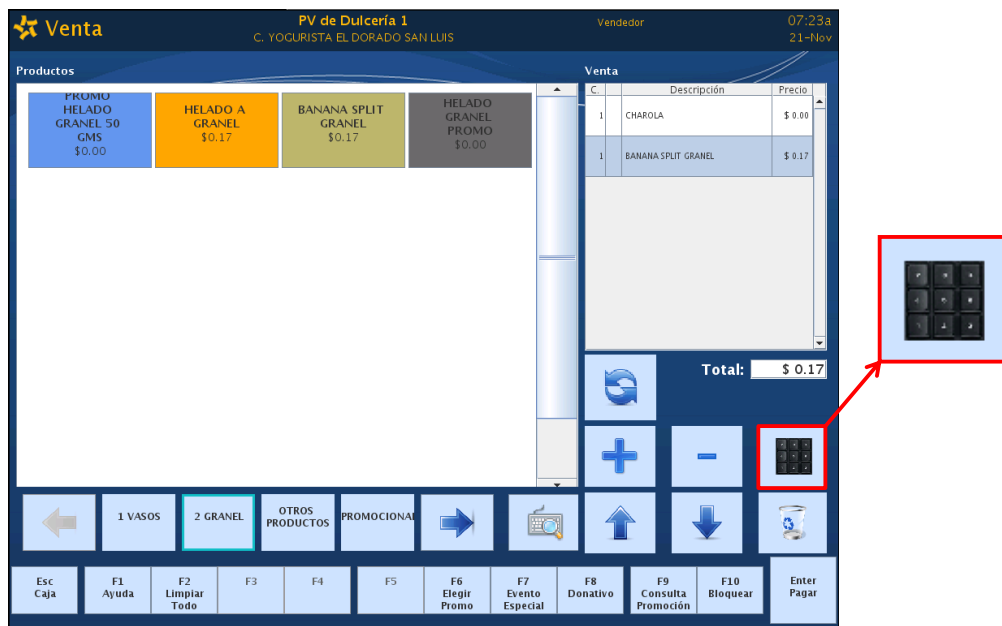 Venta
PV de Dulcería 1
C. YOGURISTA EL DORADO SAN LUIS
Vendedor
07:23a
21-Nov
Productos
PROMO
HELADO
GRANEL 50
GMS
$0.00
HELADO A
GRANEL
$0.17
BANANA SPLIT
GRANEL
$0.17
HELADO
GRANEL
PROMO
$0.00
Venta
C. Descripción Precio
1 CHAROLA $ 0.00
1 BANANA SPLIT GRANEL $ 0.17
Total: $ 0.17
1 VASOS
2 GRANEL
OTROS
PRODUCTOS
PROMOCIONA
Esc
Caja
F1
Ayuda
F2
Limpiar
Todo
F3
F4
F5
F6
Elegir
Promo
F7
Evento
Especial
F8
Donativo
F9
Consulta
Promoción
F10
Bloquear
Enter
Pagar